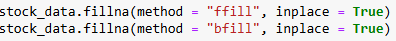 stock_data.fillna(method = "ffill", inplace = True)
stock_data.fillna(method = "bfill", inplace = True)